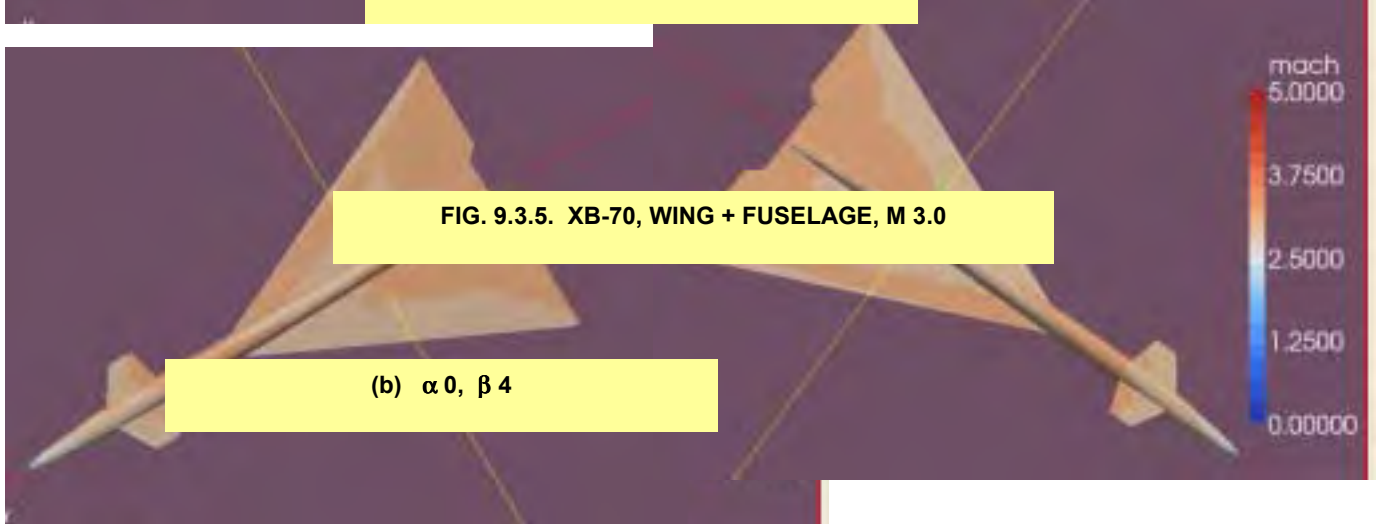 mach
5.0000
3.7500
FIG. 9.3.5. XB-70, WING + FUSELAGE, M 3.0
2.5000
1.2500
(b) α 0, β 4
0.00000